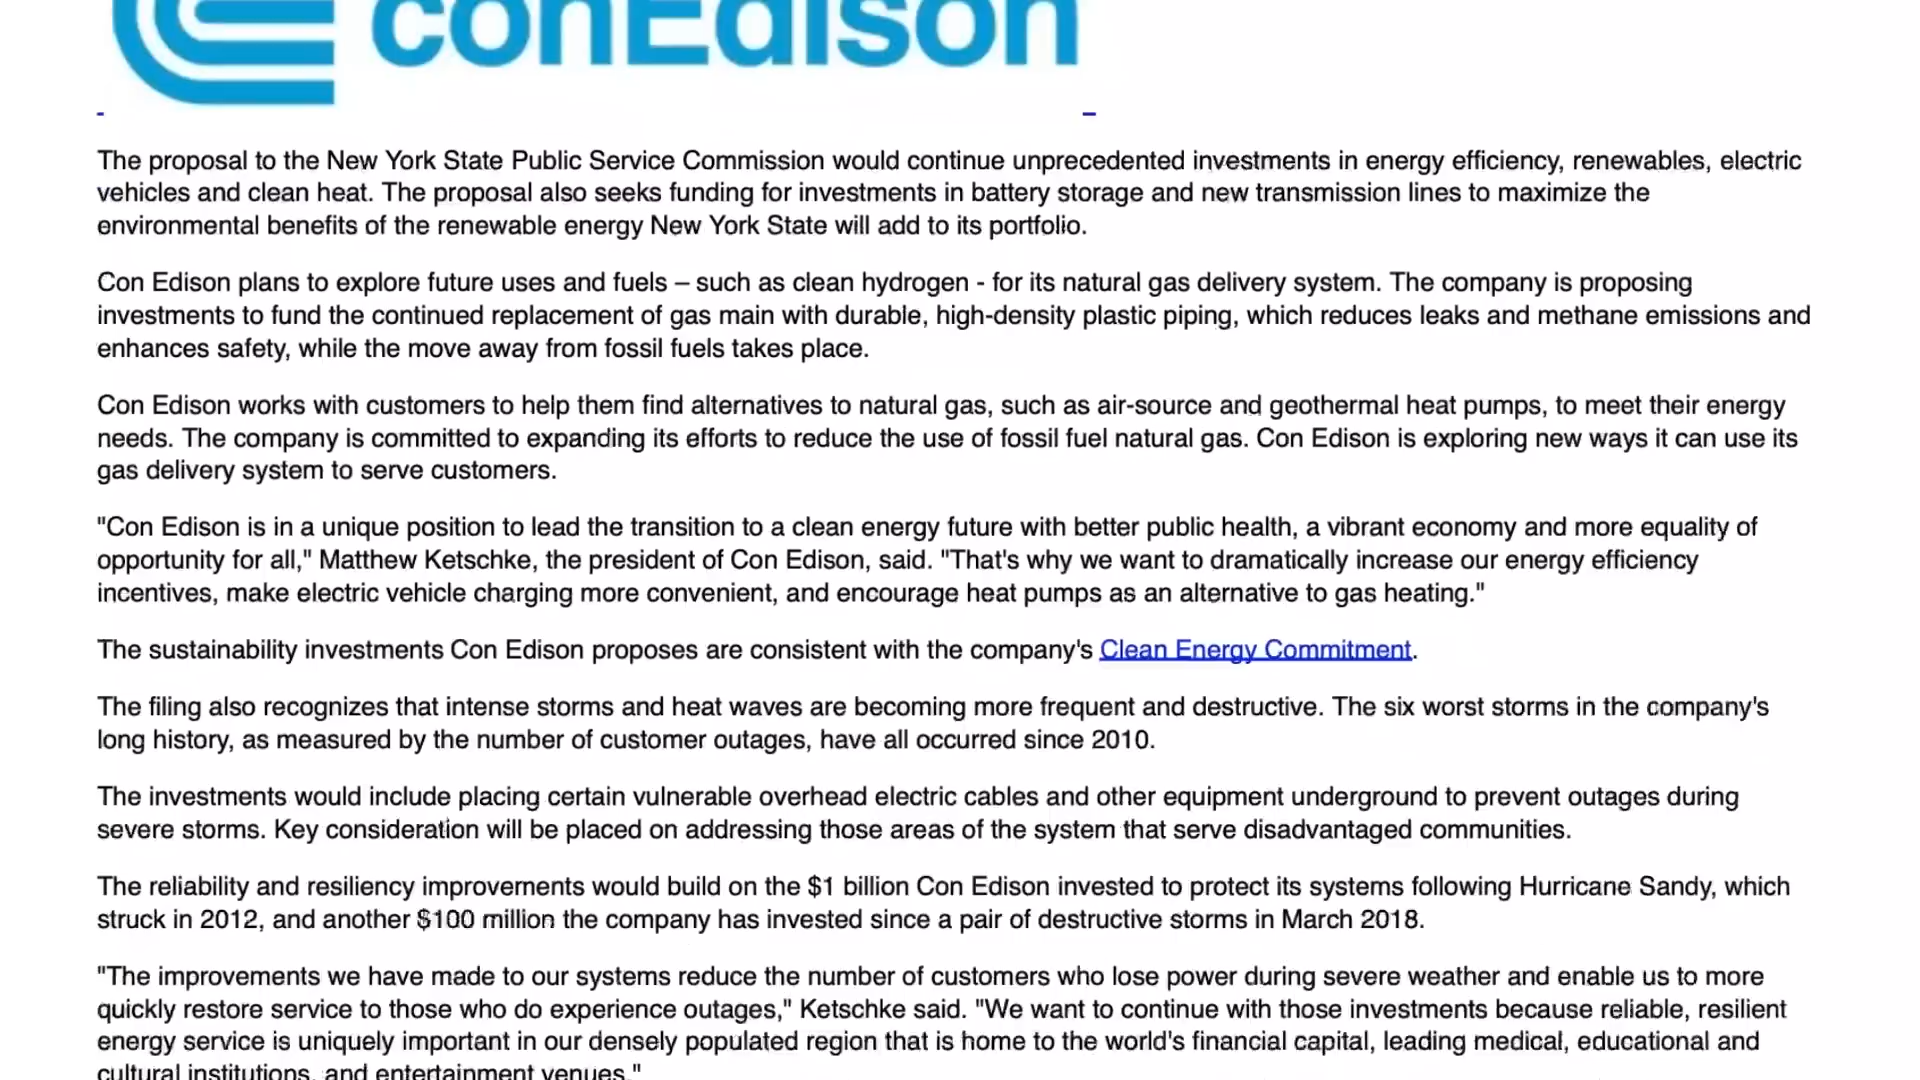 conEdison
The proposal to the New York State Public Service Commission would continue unprecedented investments in energy efficiency, renewables, electric
vehicles and clean heat. The proposal also seeks funding for investments in battery storage and new transmission lines to maximize the
environmental benefits of the renewable energy New York State will add to its portfolio.
Con Edison plans to explore future uses and fuels – such as clean hydrogen - for its natural gas delivery system. The company is proposing
investments to fund the continued replacement of gas main with durable, high-density plastic piping, which reduces leaks and methane emissions and
enhances safety, while the move away from fossil fuels takes place.
Con Edison works with customers to help them find alternatives to natural gas, such as air-source and geothermal heat pumps, to meet their energy
needs. The company is committed to expanding its efforts to reduce the use of fossil fuel natural gas. Con Edison is exploring new ways it can use its
gas delivery system to serve customers.
"Con Edison is in a unique position to lead the transition to a clean energy future with better public health, a vibrant economy and more equality of
opportunity for all," Matthew Ketschke, the president of Con Edison, said. "That's why we want to dramatically increase our energy efficiency
incentives, make electric vehicle charging more convenient, and encourage heat pumps as an alternative to gas heating."
The sustainability investments Con Edison proposes are consistent with the company's Clean Energy Commitment.
The filing also recognizes that intense storms and heat waves are becoming more frequent and destructive. The six worst storms in the company's
long history, as measured by the number of customer outages, have all occurred since 2010.
The investments would include placing certain vulnerable overhead electric cables and other equipment underground to prevent outages during
severe storms. Key consideration will be placed on addressing those areas of the system that serve disadvantaged communities.
The reliability and resiliency improvements would build on the $1 billion Con Edison invested to protect its systems following Hurricane Sandy, which
struck in 2012, and another $100 million the company has invested since a pair of destructive storms in March 2018.
"The improvements we have made to our systems reduce the number of customers who lose power during severe weather and enable us to more
quickly restore service to those who do experience outages," Ketschke said. "We want to continue with those investments because reliable, resilient
energy service is uniquely important in our densely populated region that is home to the world's financial capital, leading medical, educational and
cultural institutions, and entertainment venues."